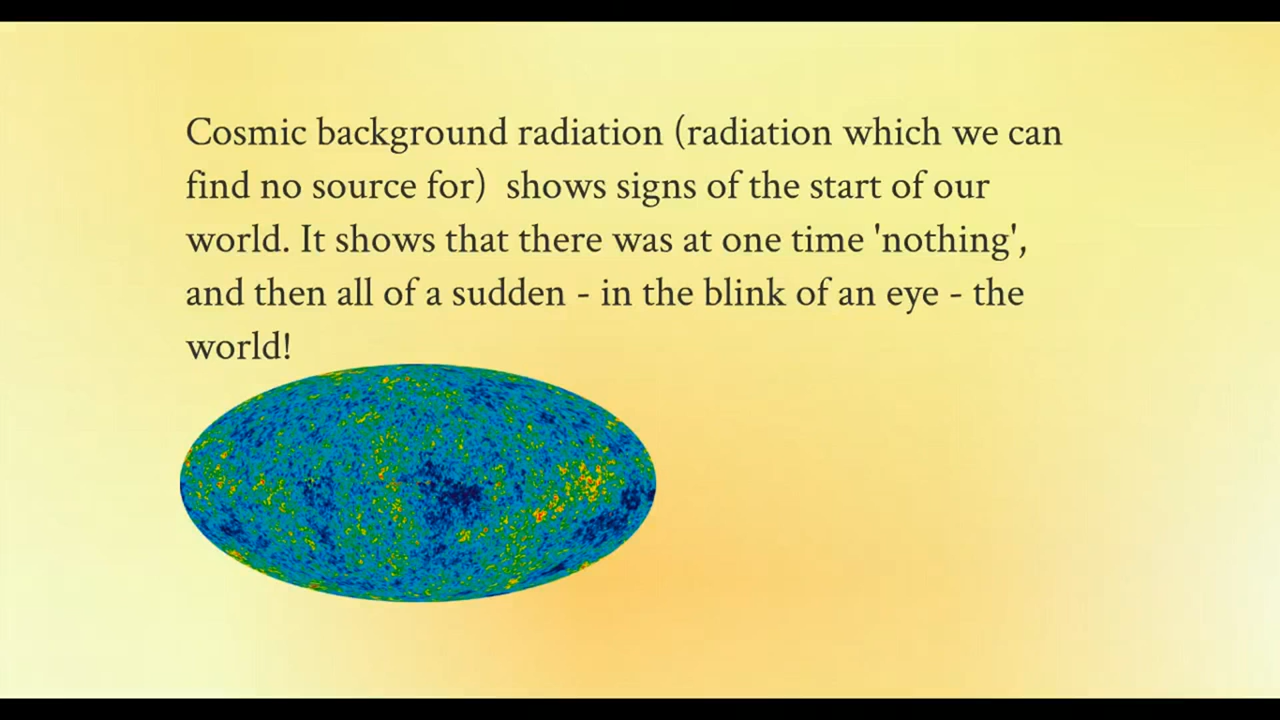 Cosmic background radiation (radiation which we can
find no source for)  shows signs of the start of our
world. It shows that there was at one time 'nothing',
and then all of a sudden - in the blink of an eye - the
world!